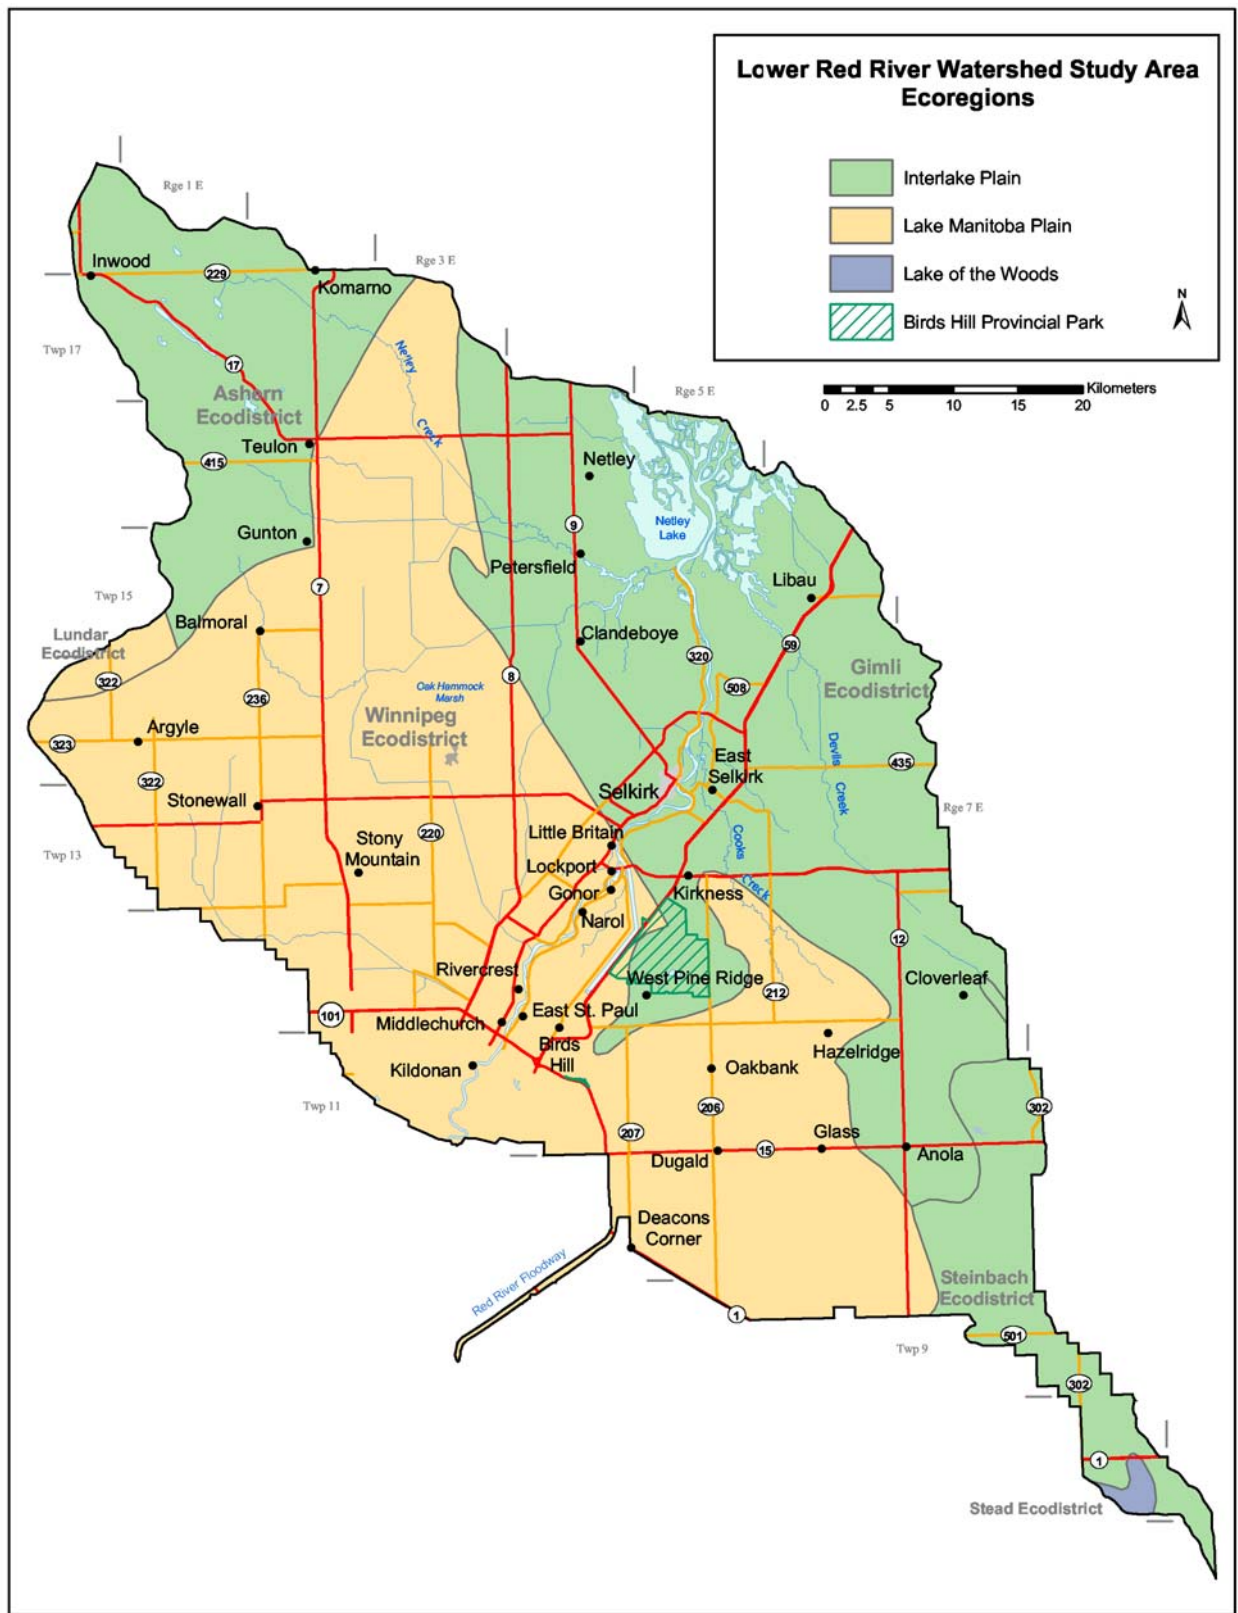 Lower Red River Watershed Study Area
Ecoregions
Interlake Plain
Lake Manitoba Plain
Lake of the Woods
Birds Hill Provincial Park
N
Kilometers
0 2.5 5 10 15 20
Rge 1 E
Rge 3 E
Rge 5 E
Rge 7 E
Twp 17
Twp 15
Twp 13
Twp 11
Twp 9
Inwood
229
Komarno
17
Ashern
Ecodistrict
Netley
Creek
Teulon
415
Netley
Gunton
9
Netley
Lake
Petersfield
7
Libau
Balmoral
Lundar
Ecodistrict
Clandeboye
320
59
322
8
508
Gimli
Ecodistrict
236
Oak Hammock
Marsh
Winnipeg
Ecodistrict
323
Argyle
322
East
Selkirk
435
Devils
Creek
Stonewall
Selkirk
220
Stony
Mountain
Little Britain
Cooks
Creek
Lockport
Gonor
Kirkness
Narol
12
Rivercrest
West Pine Ridge
212
Cloverleaf
101
Middlechurch
East St. Paul
Birds
Hill
Hazelridge
Kildonan
Oakbank
206
302
207
Glass
15
Dugald
Anola
Deacons
Corner
Red River Floodway
1
Steinbach
Ecodistrict
501
302
1
Stead Ecodistrict